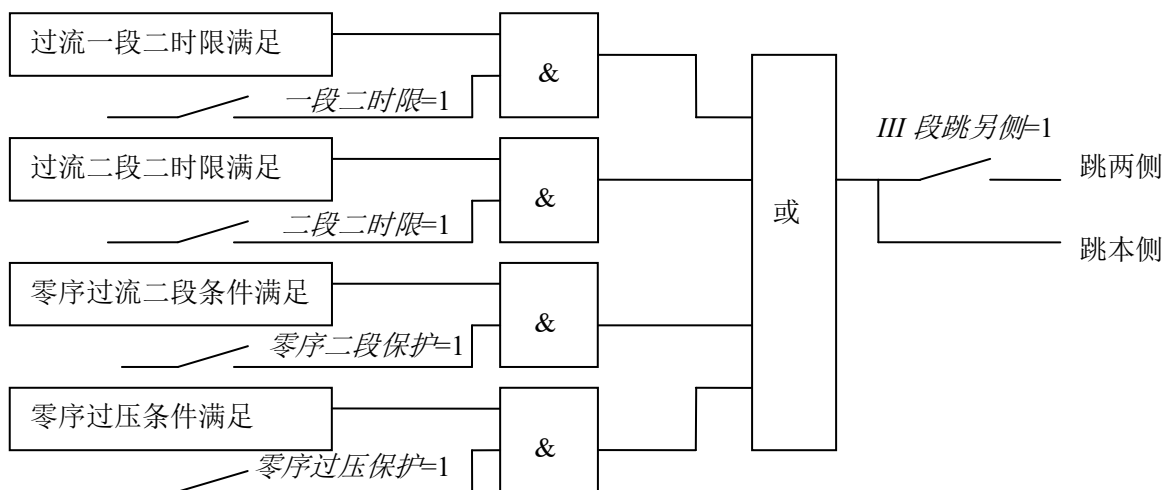 过流一段二时限满足
&
一段二时限=1
过流二段二时限满足
&
二段二时限=1
零序过流二段条件满足
&
零序二段保护=1
零序过压条件满足
&
零序过压保护=1
或
III 段跳另侧=1
跳两侧
跳本侧